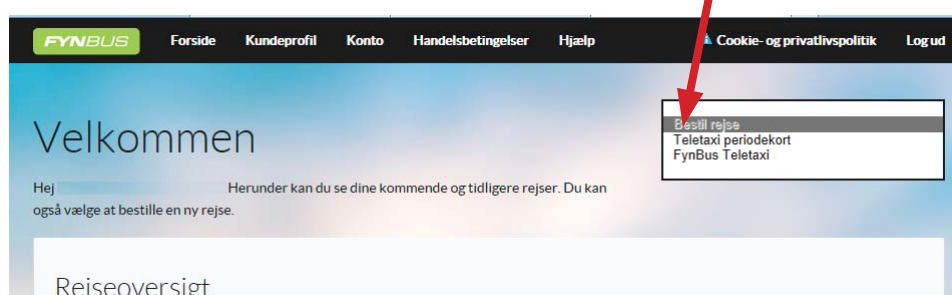 FYNBUS Forside Kundeprofil Konto Handelsbetingelser Hjælp Cookie- og privatlivspolitik Log ud
Velkommen
Hej Herunder kan du se dine kommende og tidligere rejser. Du kan
også vælge at bestille en ny rejse.
Bestil rejse
Teletaxi periodekort
FynBus Teletaxi
Rejseoversigt